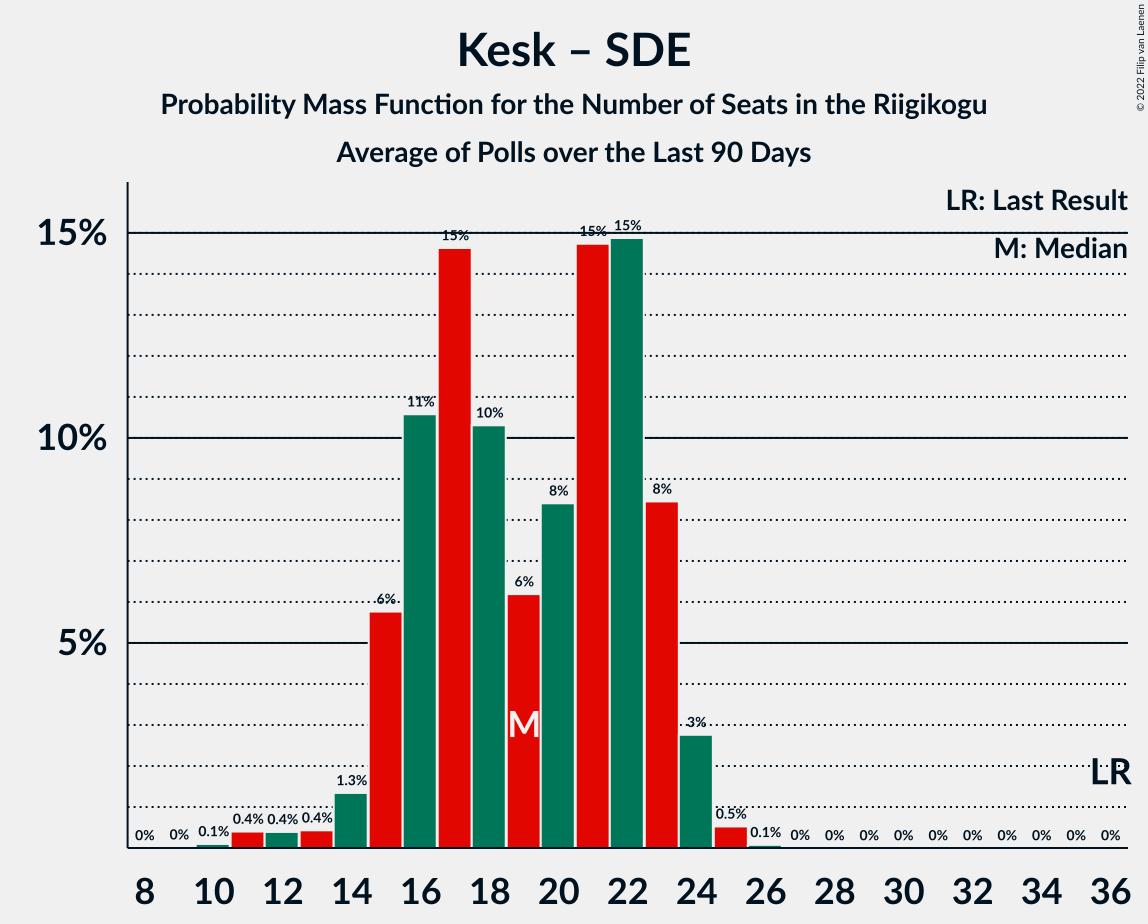 Kesk – SDE
Probability Mass Function for the Number of Seats in the Riigikogu
Average of Polls over the Last 90 Days
© 2022 Filip van Laenen
LR: Last Result
M: Median
15%
10%
5%
0% 0% 0.1% 0.4% 0.4% 0.4% 1.3% 6% 11% 15% 10% 6% 8% 15% 15% 8% 3% 0.5% 0.1% 0% 0% 0% 0% 0% 0% 0% 0% 0% 0%
M
LR
8 10 12 14 16 18 20 22 24 26 28 30 32 34 36